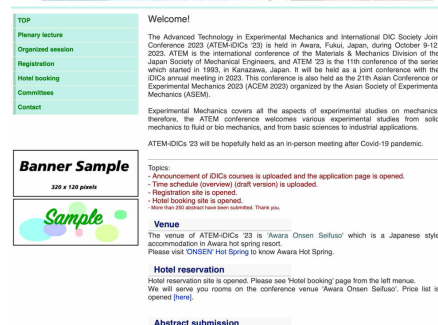 TOP
Plenary lecture
Organized session
Registration
Hotel booking
Committees
Contact
Banner Sample
320 x 120 pixels
Sample
Welcome!
The Advanced Technology in Experimental Mechanics and International DIC Society Joint
Conference 2023 (ATEM-iDICs '23) is held in Awara, Fukui, Japan, during October 9-12,
2023. ATEM is the international conference of the Materials & Mechanics Division of the
Japan Society of Mechanical Engineers, and ATEM '23 is the 11th conference of the series
which started in 1993, in Kanazawa, Japan. It will be held as a joint conference with the
iDICs annual meeting in 2023. This conference is also held as the 21th Asian Conference on
Experimental Mechanics 2023 (ACEM 2023) organized by the Asian Society of Experimental
Mechanics (ASEM).
Experimental Mechanics covers all the aspects of experimental studies on mechanics,
therefore, the ATEM conference welcomes various experimental studies from solid
mechanics to fluid or bio mechanics, and from basic sciences to industrial applications.
ATEM-iDICs '23 will be hopefully held as an in-person meeting after Covid-19 pandemic.
Topics:
- Announcement of iDICs courses is uploaded and the application page is opened.
- Time schedule (overview) (draft version) is uploaded.
- Registration site is opened.
- Hotel booking site is opened.
- More than 250 abstract have been submitted. Thank you.
Venue
The venue of ATEM-iDICs '23 is 'Awara Onsen Seifuso' which is a Japanese style
accommodation in Awara hot spring resort.
Please visit 'ONSEN' Hot Spring to know Awara Hot Spring.
Hotel reservation
Hotel reservation site is opened. Please see 'Hotel booking' page from the left menue.
We will serve you rooms on the conference venue 'Awara Onsen Seifuso'. Price list is
opened [here].
Abstract submission